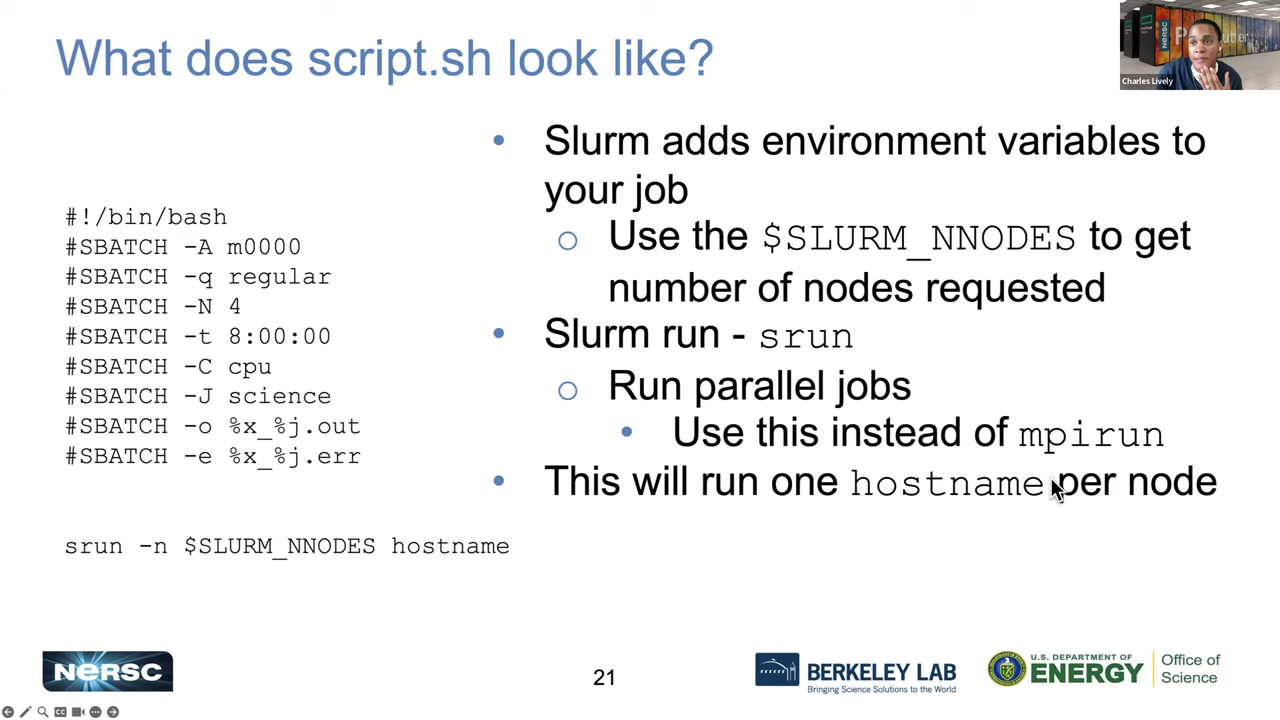 What does script.sh look like?
Charles Lively
#!/bin/bash
#SBATCH -A m0000
#SBATCH -q regular
#SBATCH -N 4
#SBATCH -t 8:00:00
#SBATCH -C cpu
#SBATCH -J science
#SBATCH -o %x_%j.out
#SBATCH -e %x_%j.err
srun -n $SLURM_NNODES hostname
• Slurm adds environment variables to
your job
○ Use the $SLURM_NNODES to get
number of nodes requested
• Slurm run - srun
○ Run parallel jobs
• Use this instead of mpirun
• This will run one hostname per node
NERSC
21
BERKELEY LAB
Bringing Science Solutions to the World
U.S. DEPARTMENT OF
ENERGY
Office of
Science